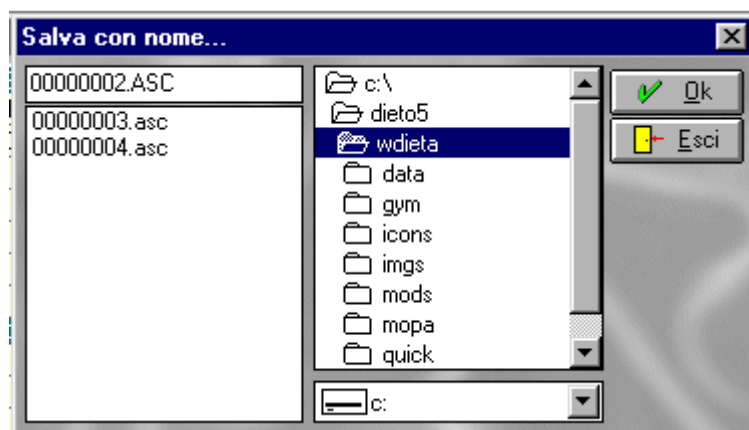 Salva con nome...
00000002.ASC
00000003.asc
00000004.asc
c:\
dieto5
wdieta
data
gym
icons
imgs
mods
mopa
quick
c:
Ok
Esci